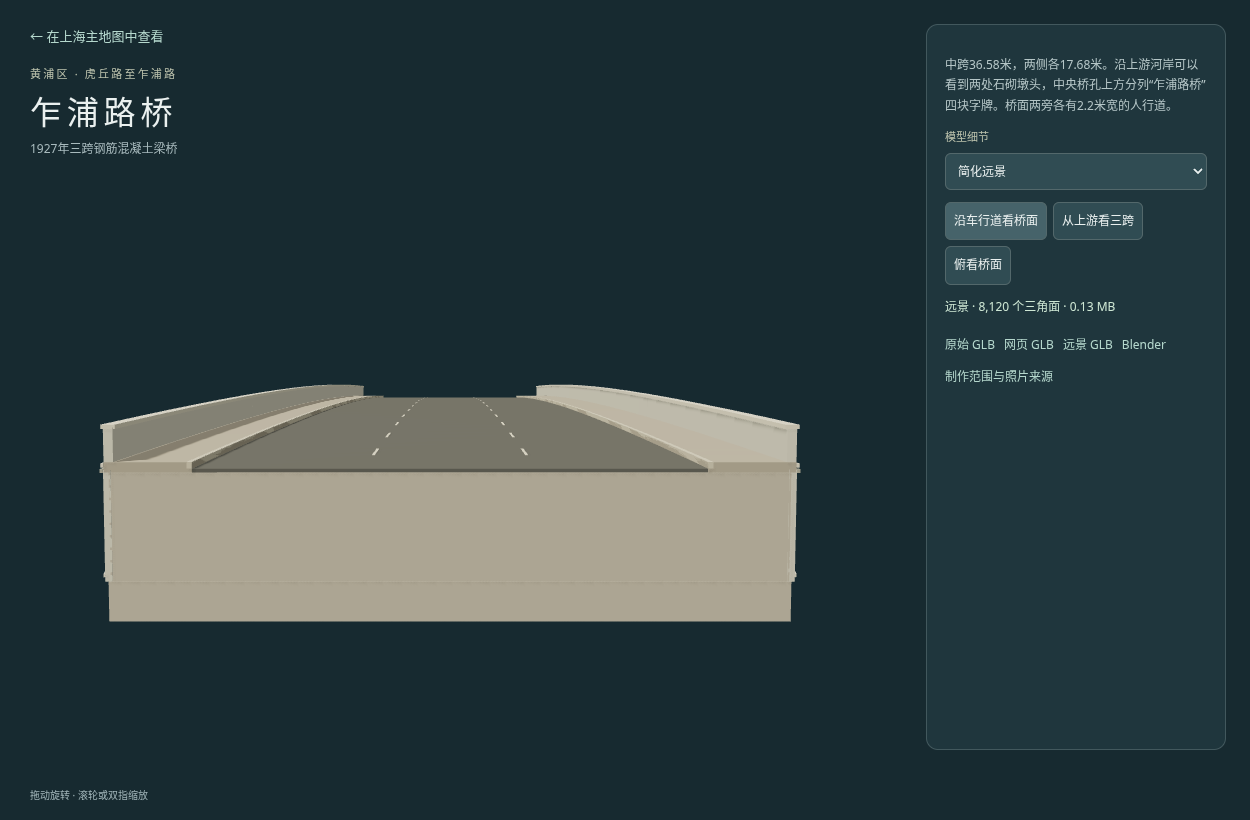 ← 在上海主地图中查看
黄浦区 · 虎丘路至乍浦路
乍浦路桥
1927年三跨钢筋混凝土梁桥
中跨36.58米，两侧各17.68米。沿上游河岸可以
看到两处石砌墩头，中央桥孔上方分列“乍浦路桥”
四块字牌。桥面两旁各有2.2米宽的人行道。
模型细节
简化远景
沿车行道看桥面
从上游看三跨
俯看桥面
远景 · 8,120 个三角面 · 0.13 MB
原始 GLB 网页 GLB 远景 GLB Blender
制作范围与照片来源
拖动旋转 · 滚轮或双指缩放